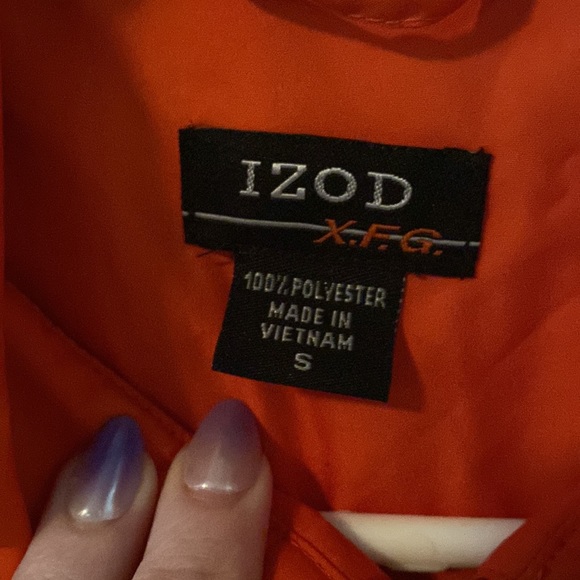 IZOD
X.F.G.
100% POLYESTER
MADE IN
VIETNAM
S